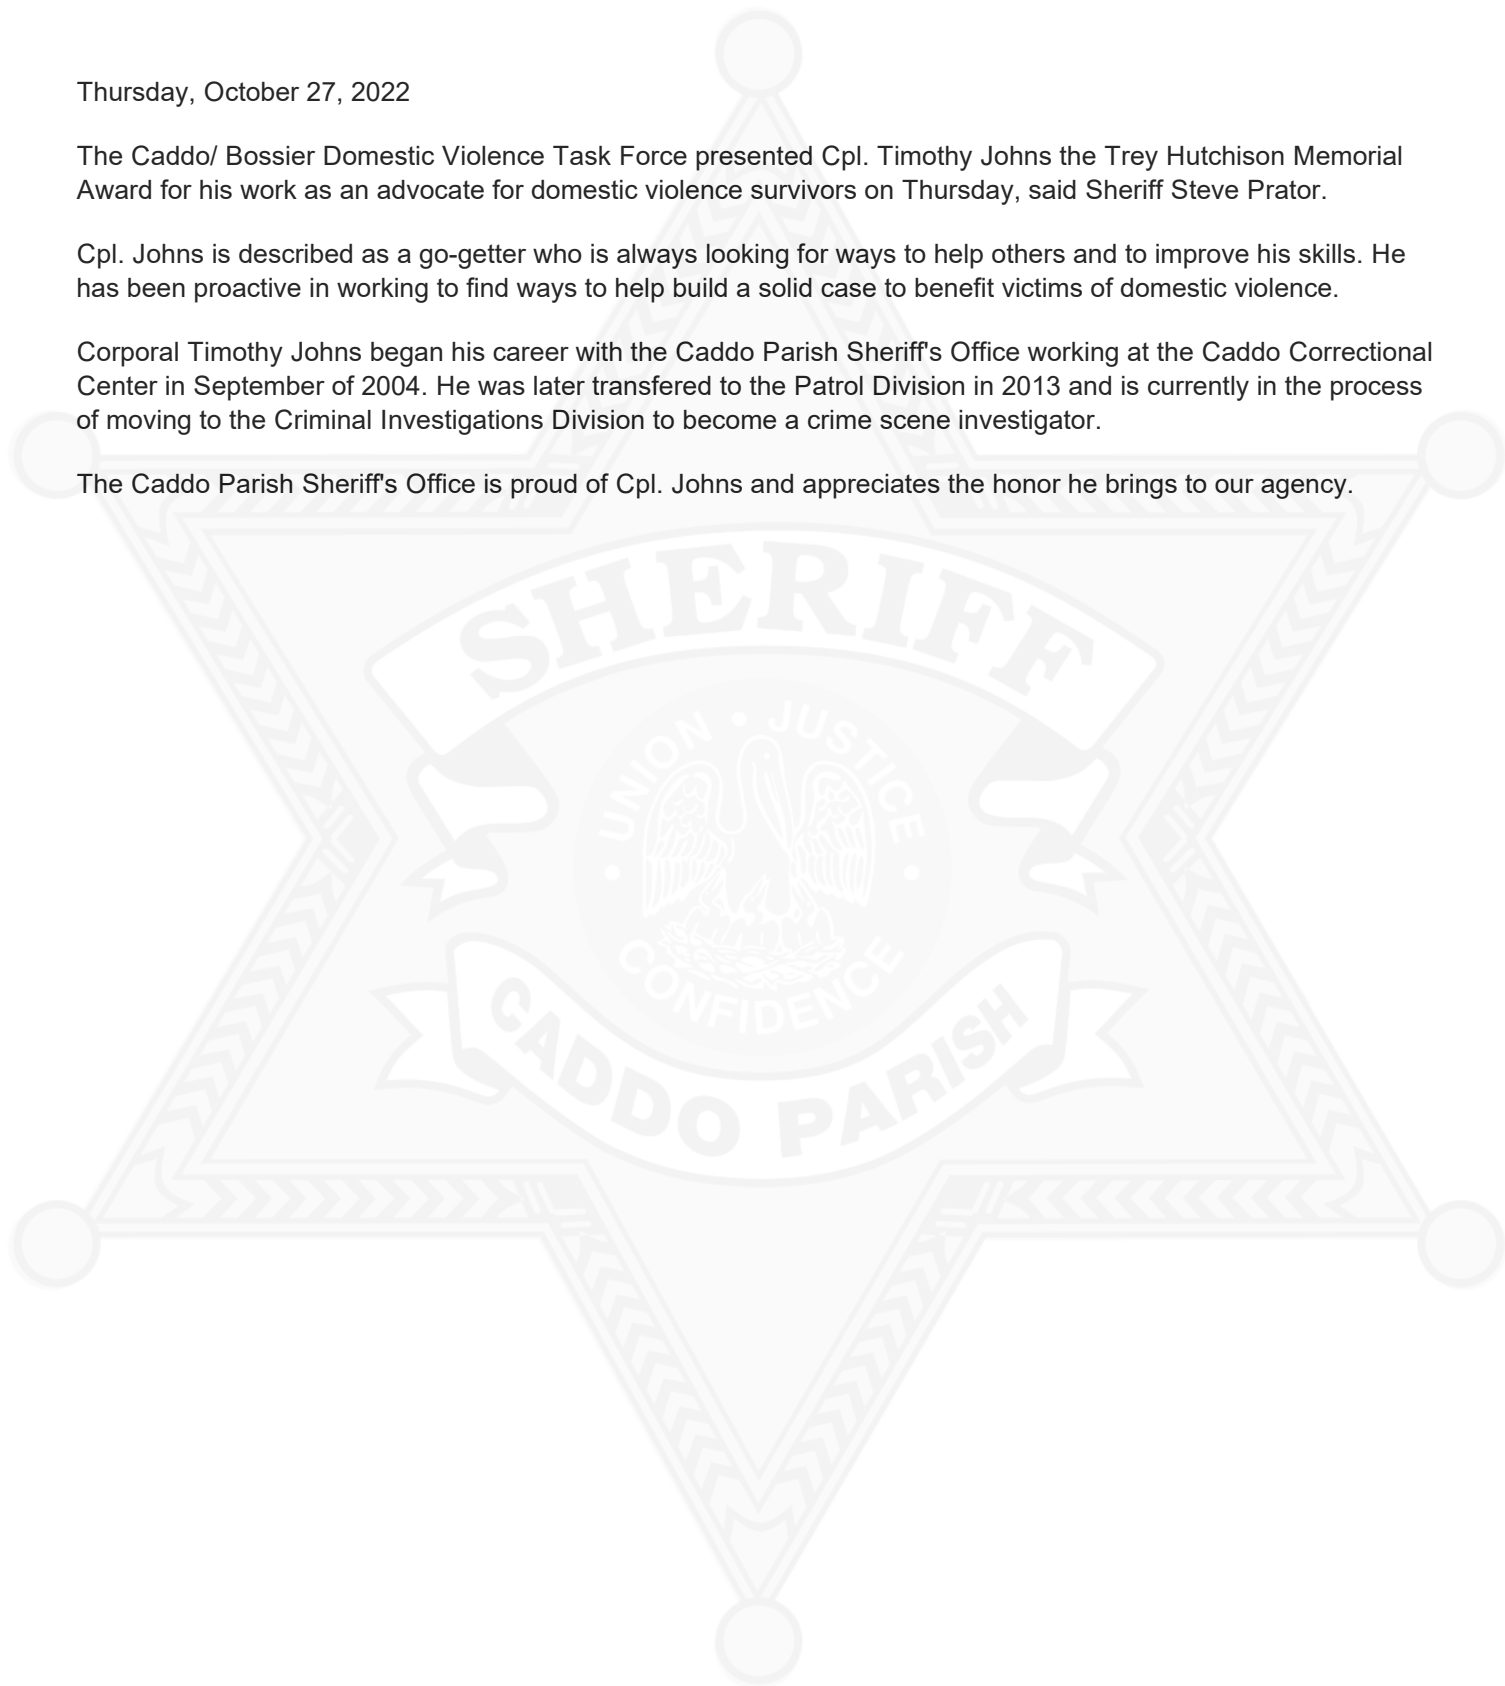 Thursday, October 27, 2022
The Caddo/ Bossier Domestic Violence Task Force presented Cpl. Timothy Johns the Trey Hutchison Memorial
Award for his work as an advocate for domestic violence survivors on Thursday, said Sheriff Steve Prator.
Cpl. Johns is described as a go-getter who is always looking for ways to help others and to improve his skills. He
has been proactive in working to find ways to help build a solid case to benefit victims of domestic violence.
Corporal Timothy Johns began his career with the Caddo Parish Sheriff's Office working at the Caddo Correctional
Center in September of 2004. He was later transfered to the Patrol Division in 2013 and is currently in the process
of moving to the Criminal Investigations Division to become a crime scene investigator.
The Caddo Parish Sheriff's Office is proud of Cpl. Johns and appreciates the honor he brings to our agency.
SHERIFF
UNION • JUSTICE
• CONFIDENCE •
CADDO PARISH